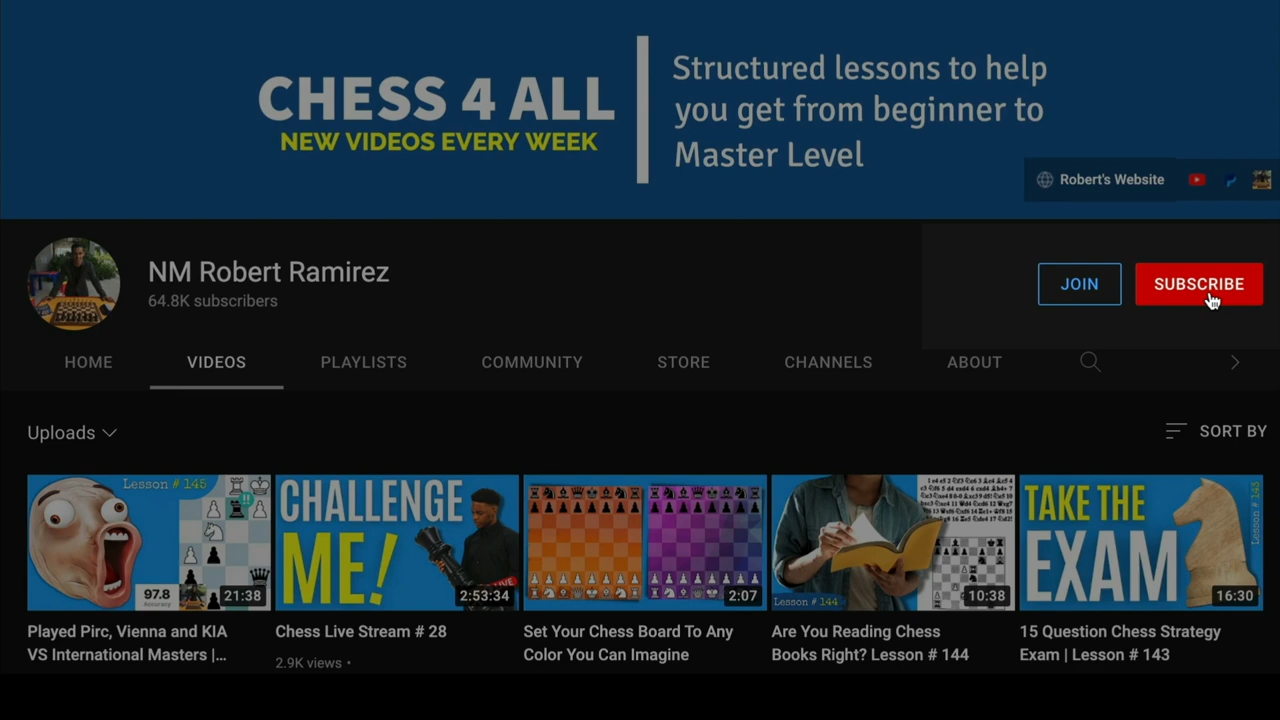 CHESS 4 ALL
NEW VIDEOS EVERY WEEK
Structured lessons to help
you get from beginner to
Master Level
Robert's Website
NM Robert Ramirez
64.8K subscribers
JOIN
SUBSCRIBE
HOME
VIDEOS
PLAYLISTS
COMMUNITY
STORE
CHANNELS
ABOUT
Uploads
SORT BY
Lesson # 145
97.8
Accuracy
21:38
Played Pirc, Vienna and KIA
VS International Masters |...
CHALLENGE
ME!
LIVE
2:53:34
Chess Live Stream # 28
2.9K views •
2:07
Set Your Chess Board To Any
Color You Can Imagine
Lesson # 144
10:38
Are You Reading Chess
Books Right? Lesson # 144
TAKE THE
EXAM
Lesson # 143
16:30
15 Question Chess Strategy
Exam | Lesson # 143